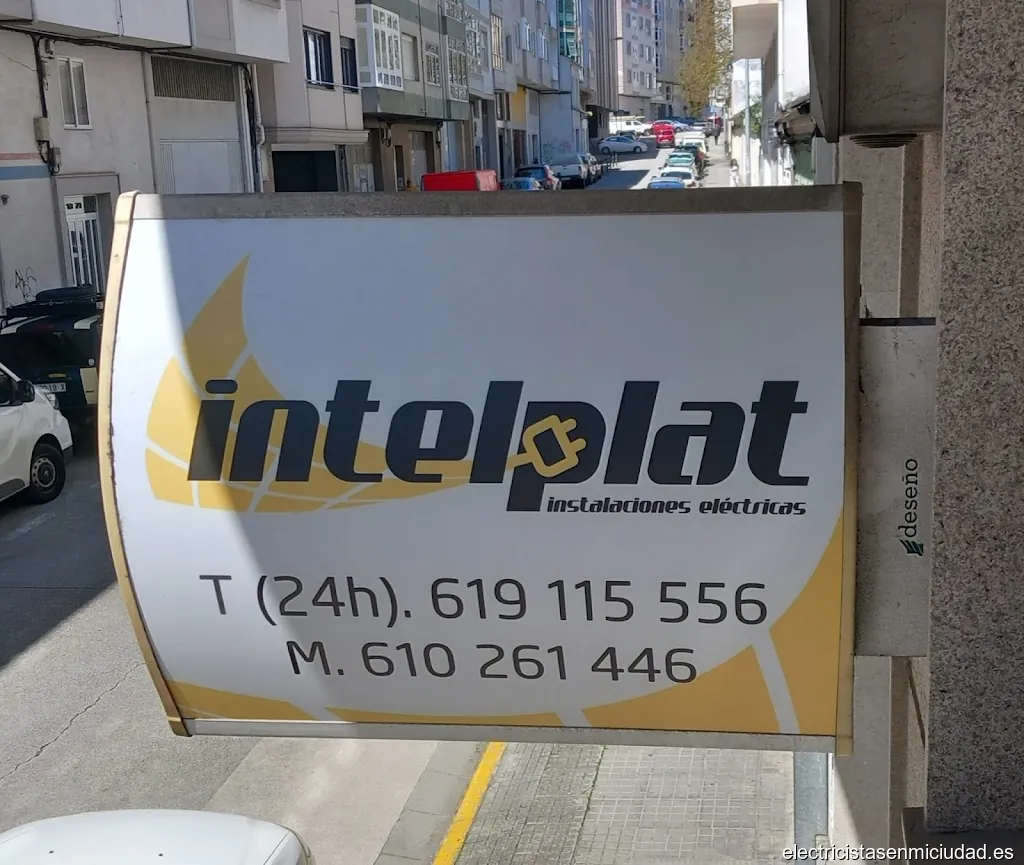 intelplat
instalaciones eléctricas
T (24h). 619 115 556
M. 610 261 446
deseño
electricistasenmiciudad.es